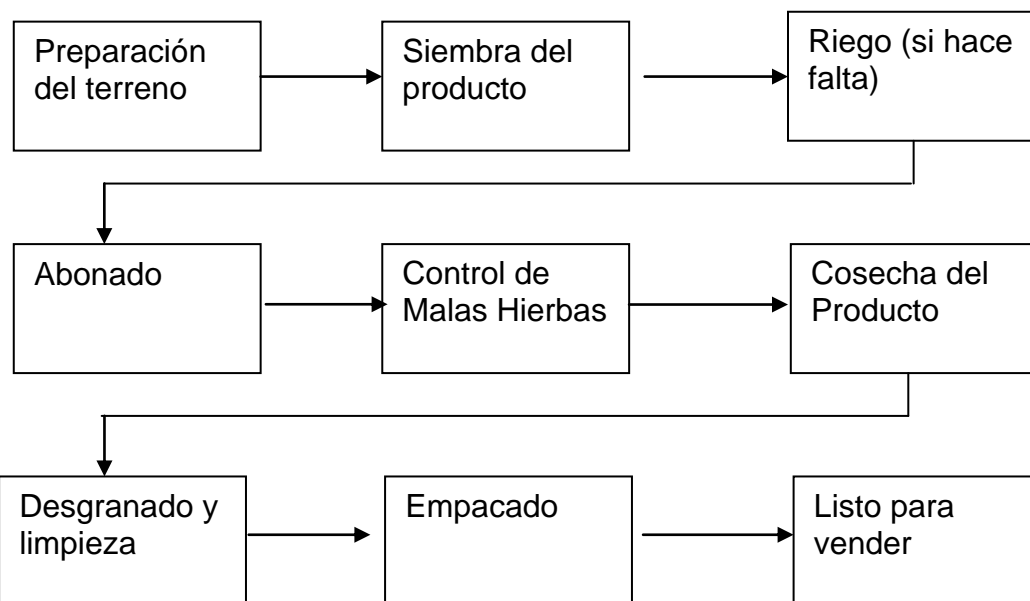 Preparación
del terreno
Siembra del
producto
Riego (si hace
falta)
Abonado
Control de
Malas Hierbas
Cosecha del
Producto
Desgranado y
limpieza
Empacado
Listo para
vender